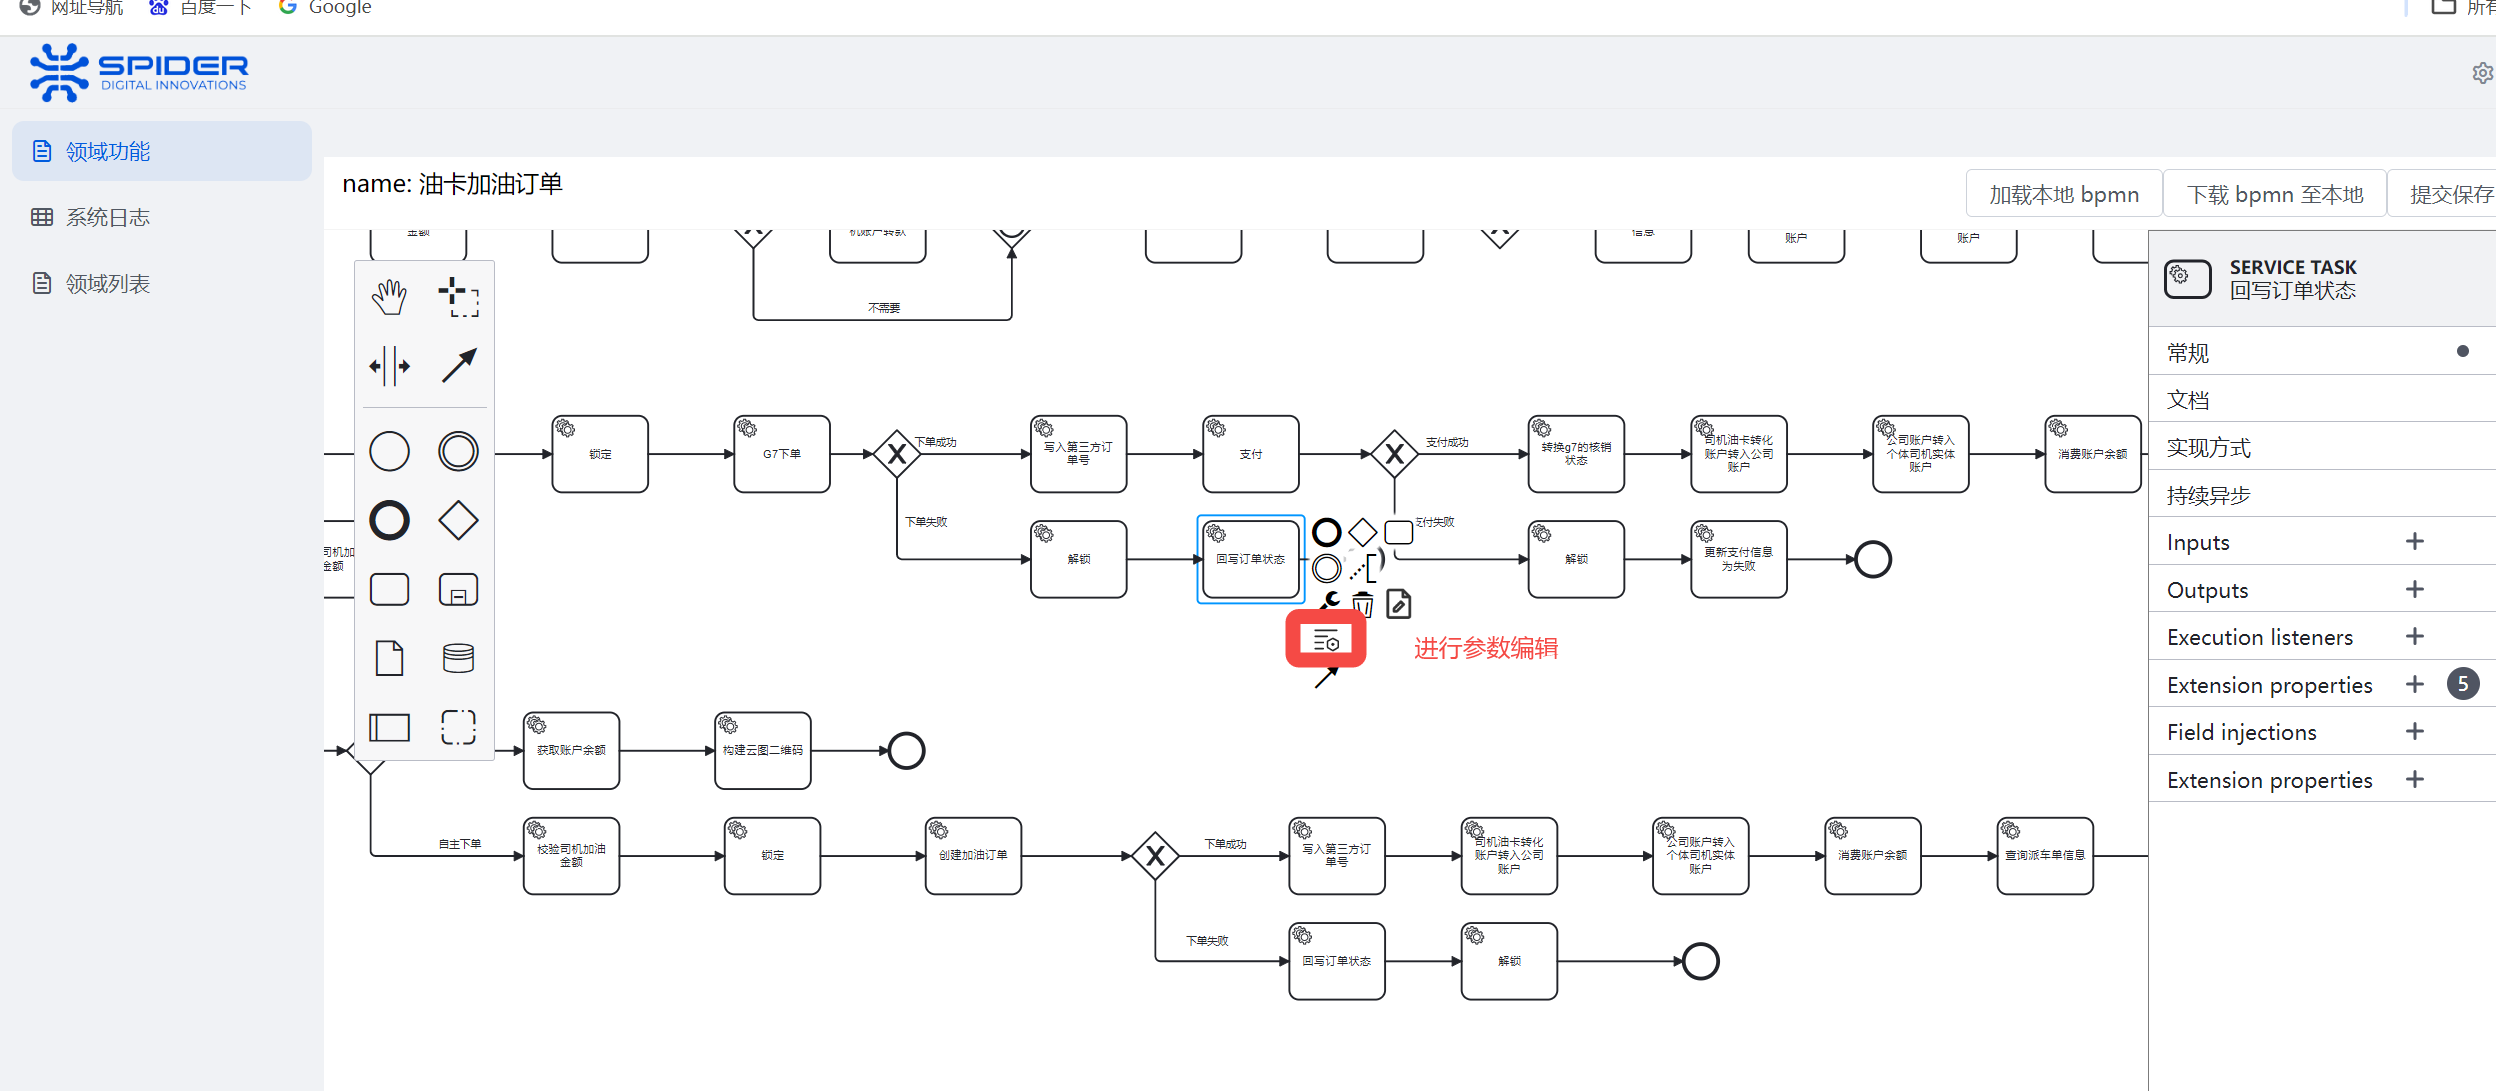 网址导航
百度一下
Google
SPIDER
DIGITAL INNOVATIONS
领域功能
系统日志
领域列表
name: 油卡加油订单
加载本地 bpmn
下载 bpmn 至本地
提交保存
金额
机账户转款
信息
账户
账户
不需要
锁定
G7下单
下单成功
写入第三方订
单号
支付
支付成功
转换g7的核销
状态
司机油卡转化
账户转入公司
账户
公司账户转入
个体司机实体
账户
消费账户余额
司机加
金额
下单失败
解锁
回写订单状态
支付失败
解锁
更新支付信息
为失败
进行参数编辑
获取账户余额
构建云图二维码
自主下单
校验司机加油
金额
锁定
创建加油订单
下单成功
写入第三方订
单号
司机油卡转化
账户转入公司
账户
公司账户转入
个体司机实体
账户
消费账户余额
查询派车单信息
下单失败
回写订单状态
解锁
SERVICE TASK
回写订单状态
常规
文档
实现方式
持续异步
Inputs
Outputs
Execution listeners
Extension properties
5
Field injections
Extension properties